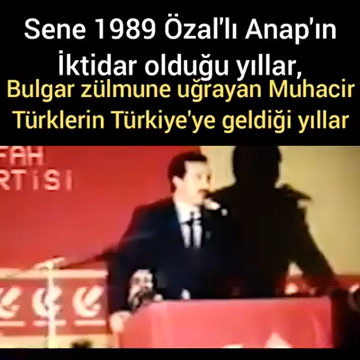 Sene 1989 Özal'lı Anap'ın
İktidar olduğu yıllar,
Bulgar zülmune uğrayan Muhacir
Türklerin Türkiye'ye geldiği yıllar
FAH
RTİSİ